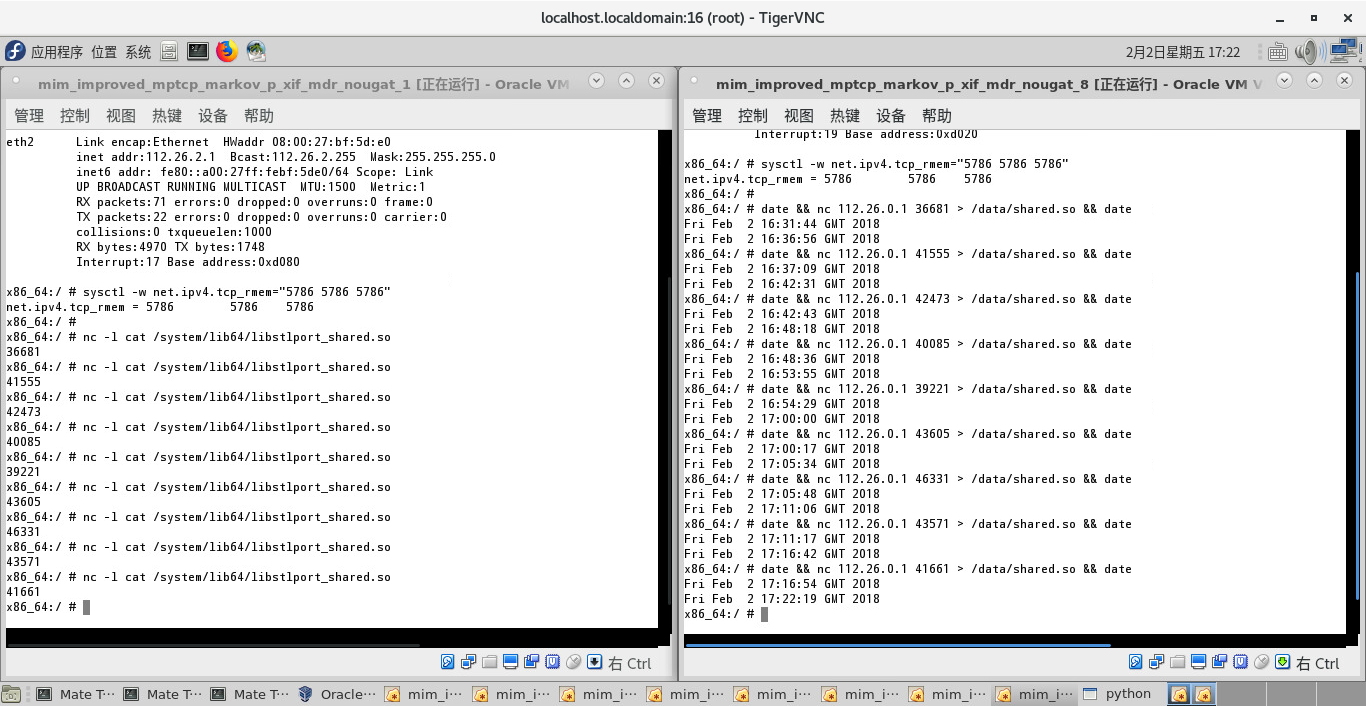 localhost.localdomain:16 (root) - TigerVNC
应用程序 位置 系统
2月2日星期五 17:22
mim_improved_mptcp_markov_p_xif_mdr_nougat_1 [正在运行] - Oracle VM
管理 控制 视图 热键 设备 帮助
eth2 Link encap:Ethernet HWaddr 08:00:27:bf:5d:e0
inet addr:112.26.2.1 Bcast:112.26.2.255 Mask:255.255.255.0
inet6 addr: fe80::a00:27ff:febf:5de0/64 Scope: Link
UP BROADCAST RUNNING MULTICAST MTU:1500 Metric:1
RX packets:71 errors:0 dropped:0 overruns:0 frame:0
TX packets:22 errors:0 dropped:0 overruns:0 carrier:0
collisions:0 txqueuelen:1000
RX bytes:4970 TX bytes:1748
Interrupt:17 Base address:0xd080
x86_64:/ # sysctl -w net.ipv4.tcp_rmem="5786 5786 5786"
net.ipv4.tcp_rmem = 5786 5786 5786
x86_64:/ #
x86_64:/ # nc -l cat /system/lib64/libstlport_shared.so
36681
x86_64:/ # nc -l cat /system/lib64/libstlport_shared.so
41555
x86_64:/ # nc -l cat /system/lib64/libstlport_shared.so
42473
x86_64:/ # nc -l cat /system/lib64/libstlport_shared.so
40085
x86_64:/ # nc -l cat /system/lib64/libstlport_shared.so
39221
x86_64:/ # nc -l cat /system/lib64/libstlport_shared.so
43605
x86_64:/ # nc -l cat /system/lib64/libstlport_shared.so
46331
x86_64:/ # nc -l cat /system/lib64/libstlport_shared.so
43571
x86_64:/ # nc -l cat /system/lib64/libstlport_shared.so
41661
x86_64:/ #
右 Ctrl
mim_improved_mptcp_markov_p_xif_mdr_nougat_8 [正在运行] - Oracle VM V
管理 控制 视图 热键 设备 帮助
Interrupt:19 Base address:0xd020
x86_64:/ # sysctl -w net.ipv4.tcp_rmem="5786 5786 5786"
net.ipv4.tcp_rmem = 5786 5786 5786
x86_64:/ #
x86_64:/ # date && nc 112.26.0.1 36681 > /data/shared.so && date
Fri Feb 2 16:31:44 GMT 2018
Fri Feb 2 16:36:56 GMT 2018
x86_64:/ # date && nc 112.26.0.1 41555 > /data/shared.so && date
Fri Feb 2 16:37:09 GMT 2018
Fri Feb 2 16:42:31 GMT 2018
x86_64:/ # date && nc 112.26.0.1 42473 > /data/shared.so && date
Fri Feb 2 16:42:43 GMT 2018
Fri Feb 2 16:48:18 GMT 2018
x86_64:/ # date && nc 112.26.0.1 40085 > /data/shared.so && date
Fri Feb 2 16:48:36 GMT 2018
Fri Feb 2 16:53:55 GMT 2018
x86_64:/ # date && nc 112.26.0.1 39221 > /data/shared.so && date
Fri Feb 2 16:54:29 GMT 2018
Fri Feb 2 17:00:00 GMT 2018
x86_64:/ # date && nc 112.26.0.1 43605 > /data/shared.so && date
Fri Feb 2 17:00:17 GMT 2018
Fri Feb 2 17:05:34 GMT 2018
x86_64:/ # date && nc 112.26.0.1 46331 > /data/shared.so && date
Fri Feb 2 17:05:48 GMT 2018
Fri Feb 2 17:11:06 GMT 2018
x86_64:/ # date && nc 112.26.0.1 43571 > /data/shared.so && date
Fri Feb 2 17:11:17 GMT 2018
Fri Feb 2 17:16:42 GMT 2018
x86_64:/ # date && nc 112.26.0.1 41661 > /data/shared.so && date
Fri Feb 2 17:16:54 GMT 2018
Fri Feb 2 17:22:19 GMT 2018
x86_64:/ #
右 Ctrl
Mate T··· Mate T··· Mate T··· Oracle··· mim_i··· mim_i··· mim_i··· mim_i··· mim_i··· mim_i··· mim_i··· mim_i··· python